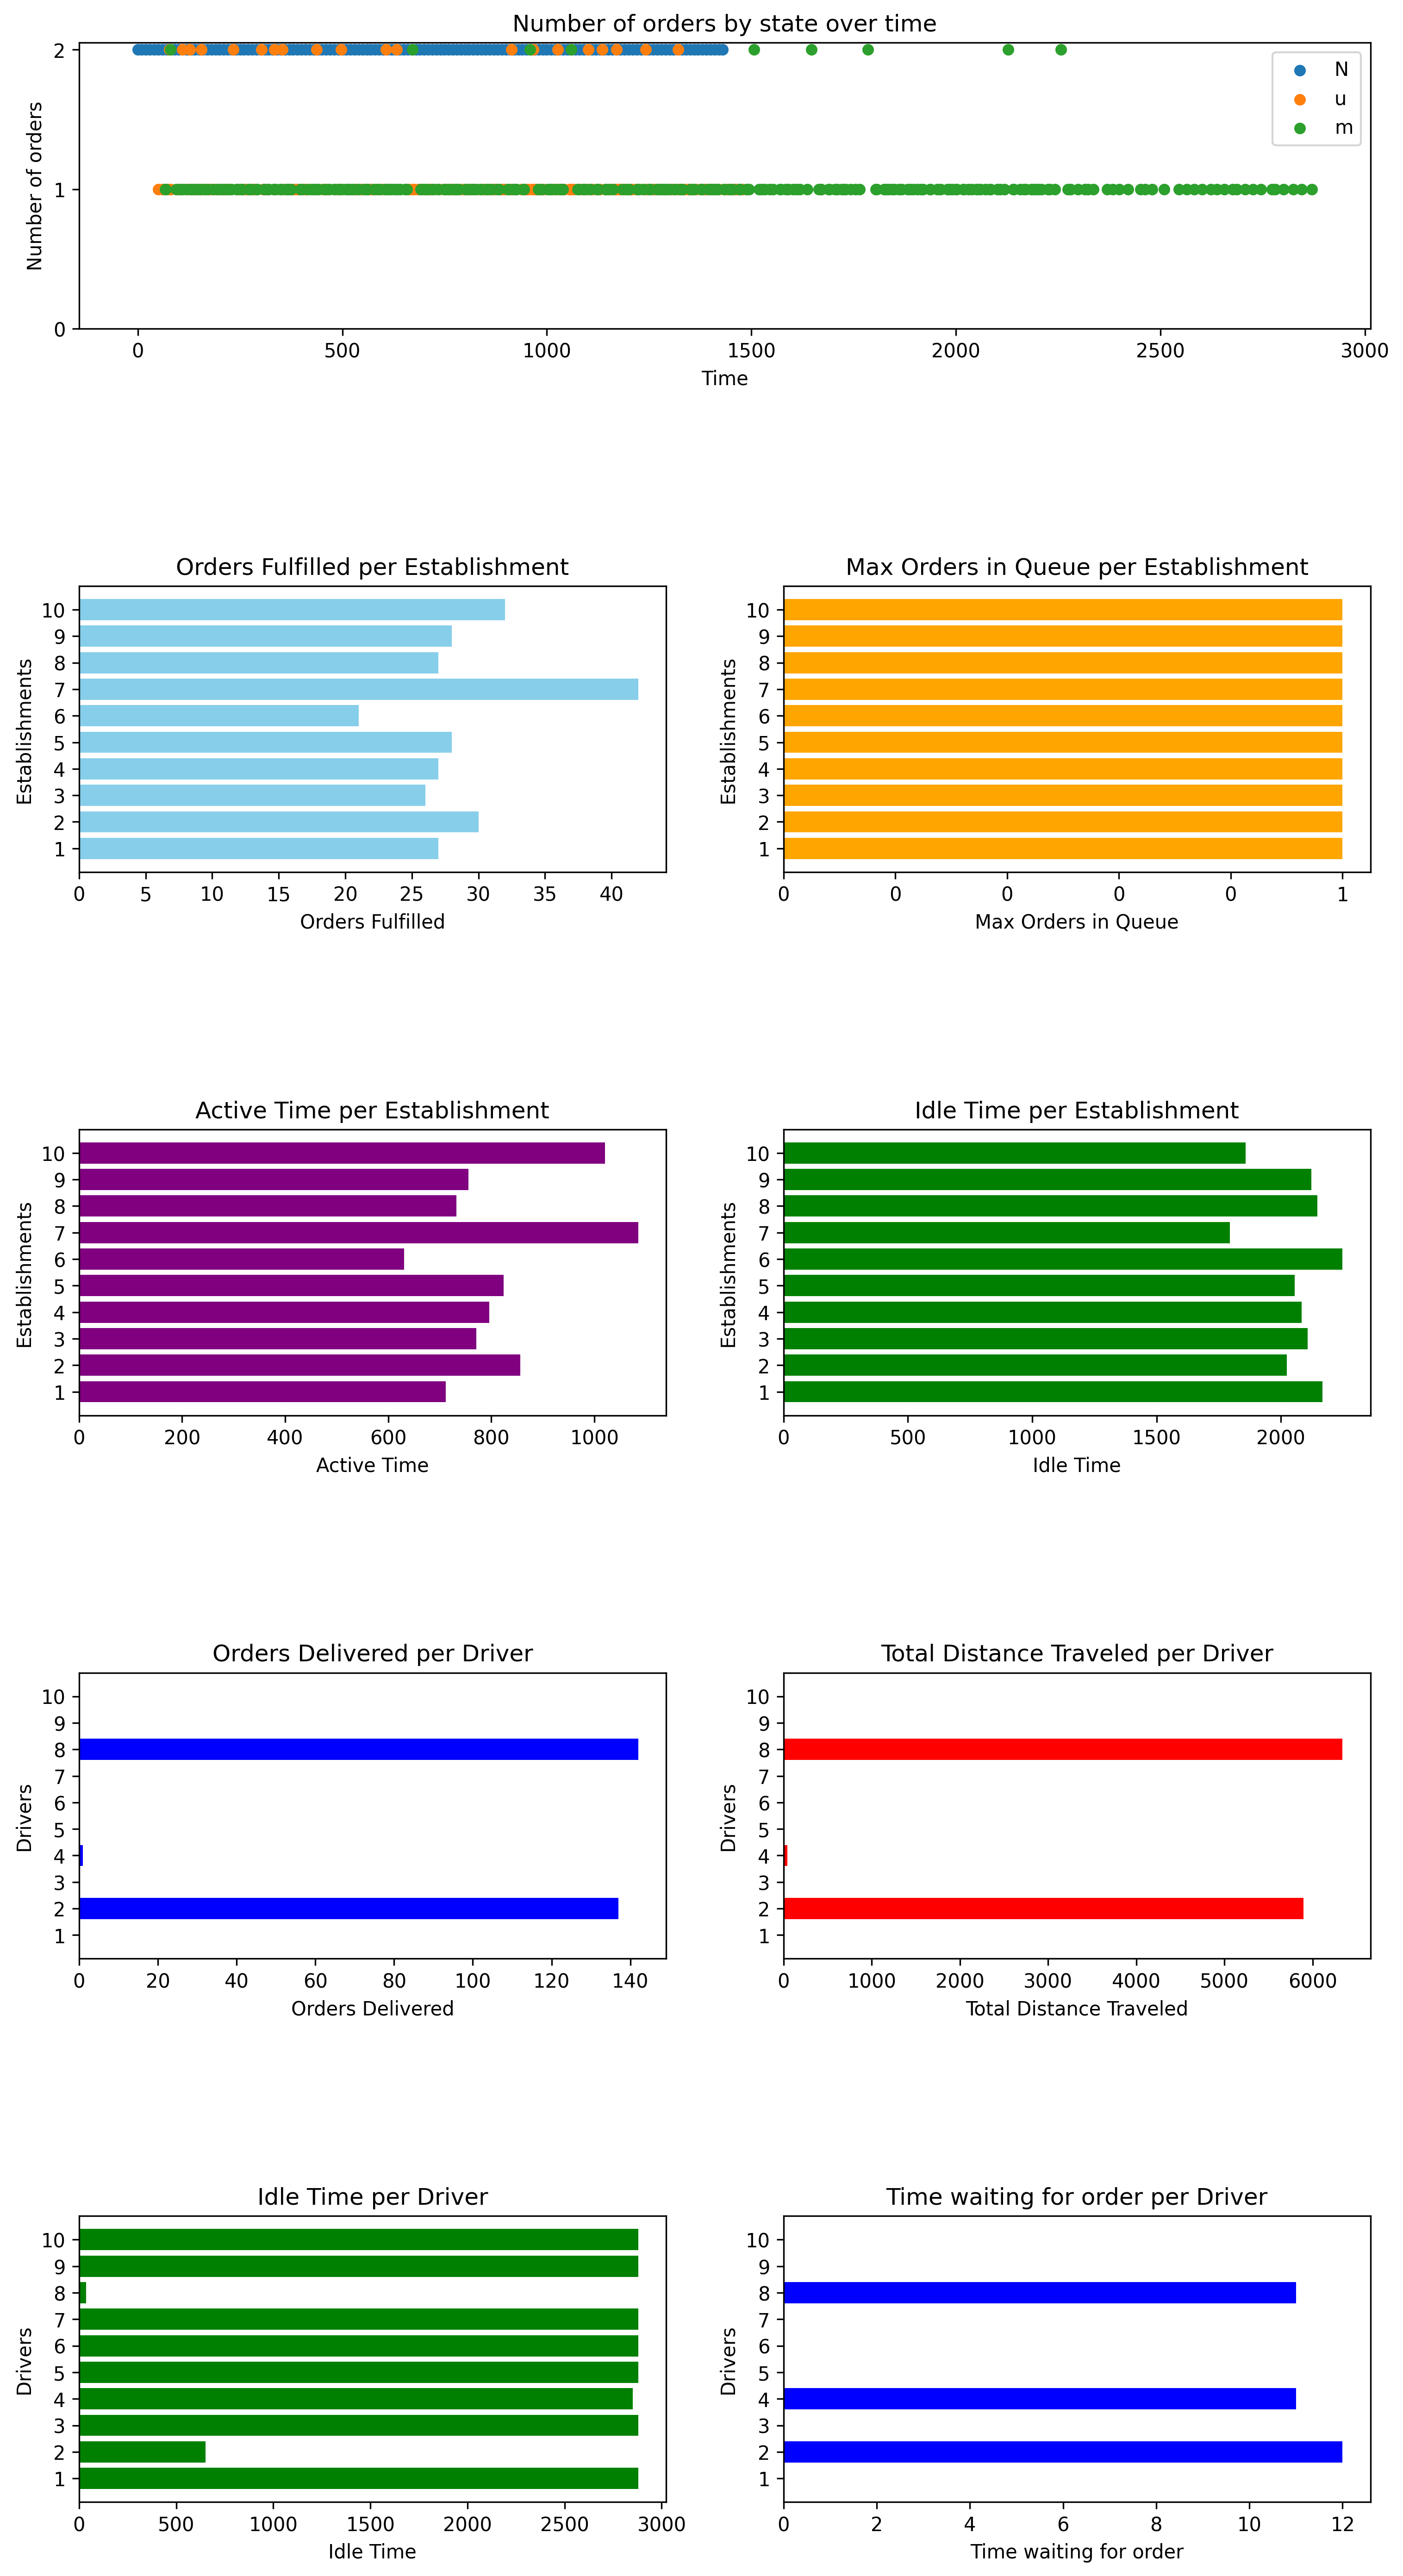 Number of orders by state over time
2
1
0
Number of orders
N
u
m
0 500 1000 1500 2000 2500 3000
Time
Orders Fulfilled per Establishment
10
9
8
7
6
5
4
3
2
1
Establishments
0 5 10 15 20 25 30 35 40
Orders Fulfilled
Max Orders in Queue per Establishment
10
9
8
7
6
5
4
3
2
1
Establishments
0 0 0 0 0 1
Max Orders in Queue
Active Time per Establishment
10
9
8
7
6
5
4
3
2
1
Establishments
0 200 400 600 800 1000
Active Time
Idle Time per Establishment
10
9
8
7
6
5
4
3
2
1
Establishments
0 500 1000 1500 2000
Idle Time
Orders Delivered per Driver
10
9
8
7
6
5
4
3
2
1
Drivers
0 20 40 60 80 100 120 140
Orders Delivered
Total Distance Traveled per Driver
10
9
8
7
6
5
4
3
2
1
Drivers
0 1000 2000 3000 4000 5000 6000
Total Distance Traveled
Idle Time per Driver
10
9
8
7
6
5
4
3
2
1
Drivers
0 500 1000 1500 2000 2500 3000
Idle Time
Time waiting for order per Driver
10
9
8
7
6
5
4
3
2
1
Drivers
0 2 4 6 8 10 12
Time waiting for order